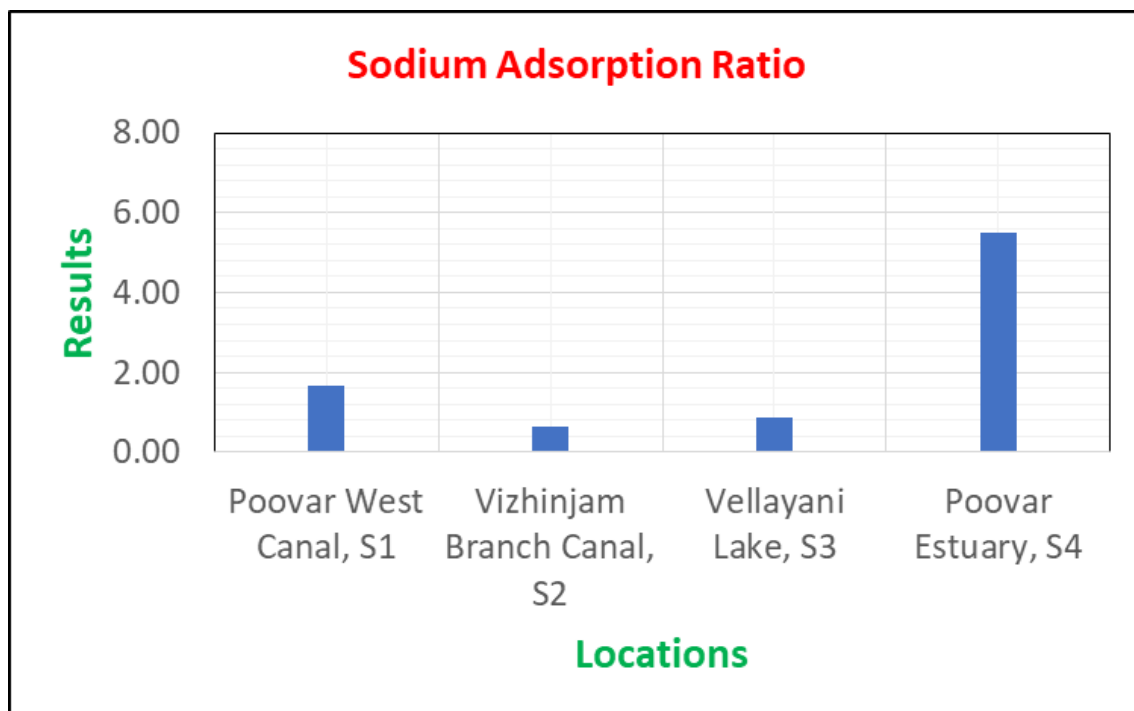 Sodium Adsorption Ratio
8.00
6.00
4.00
2.00
0.00
Results
Poovar West
Canal, S1
Vizhinjam
Branch Canal,
S2
Vellayani
Lake, S3
Poovar
Estuary, S4
Locations